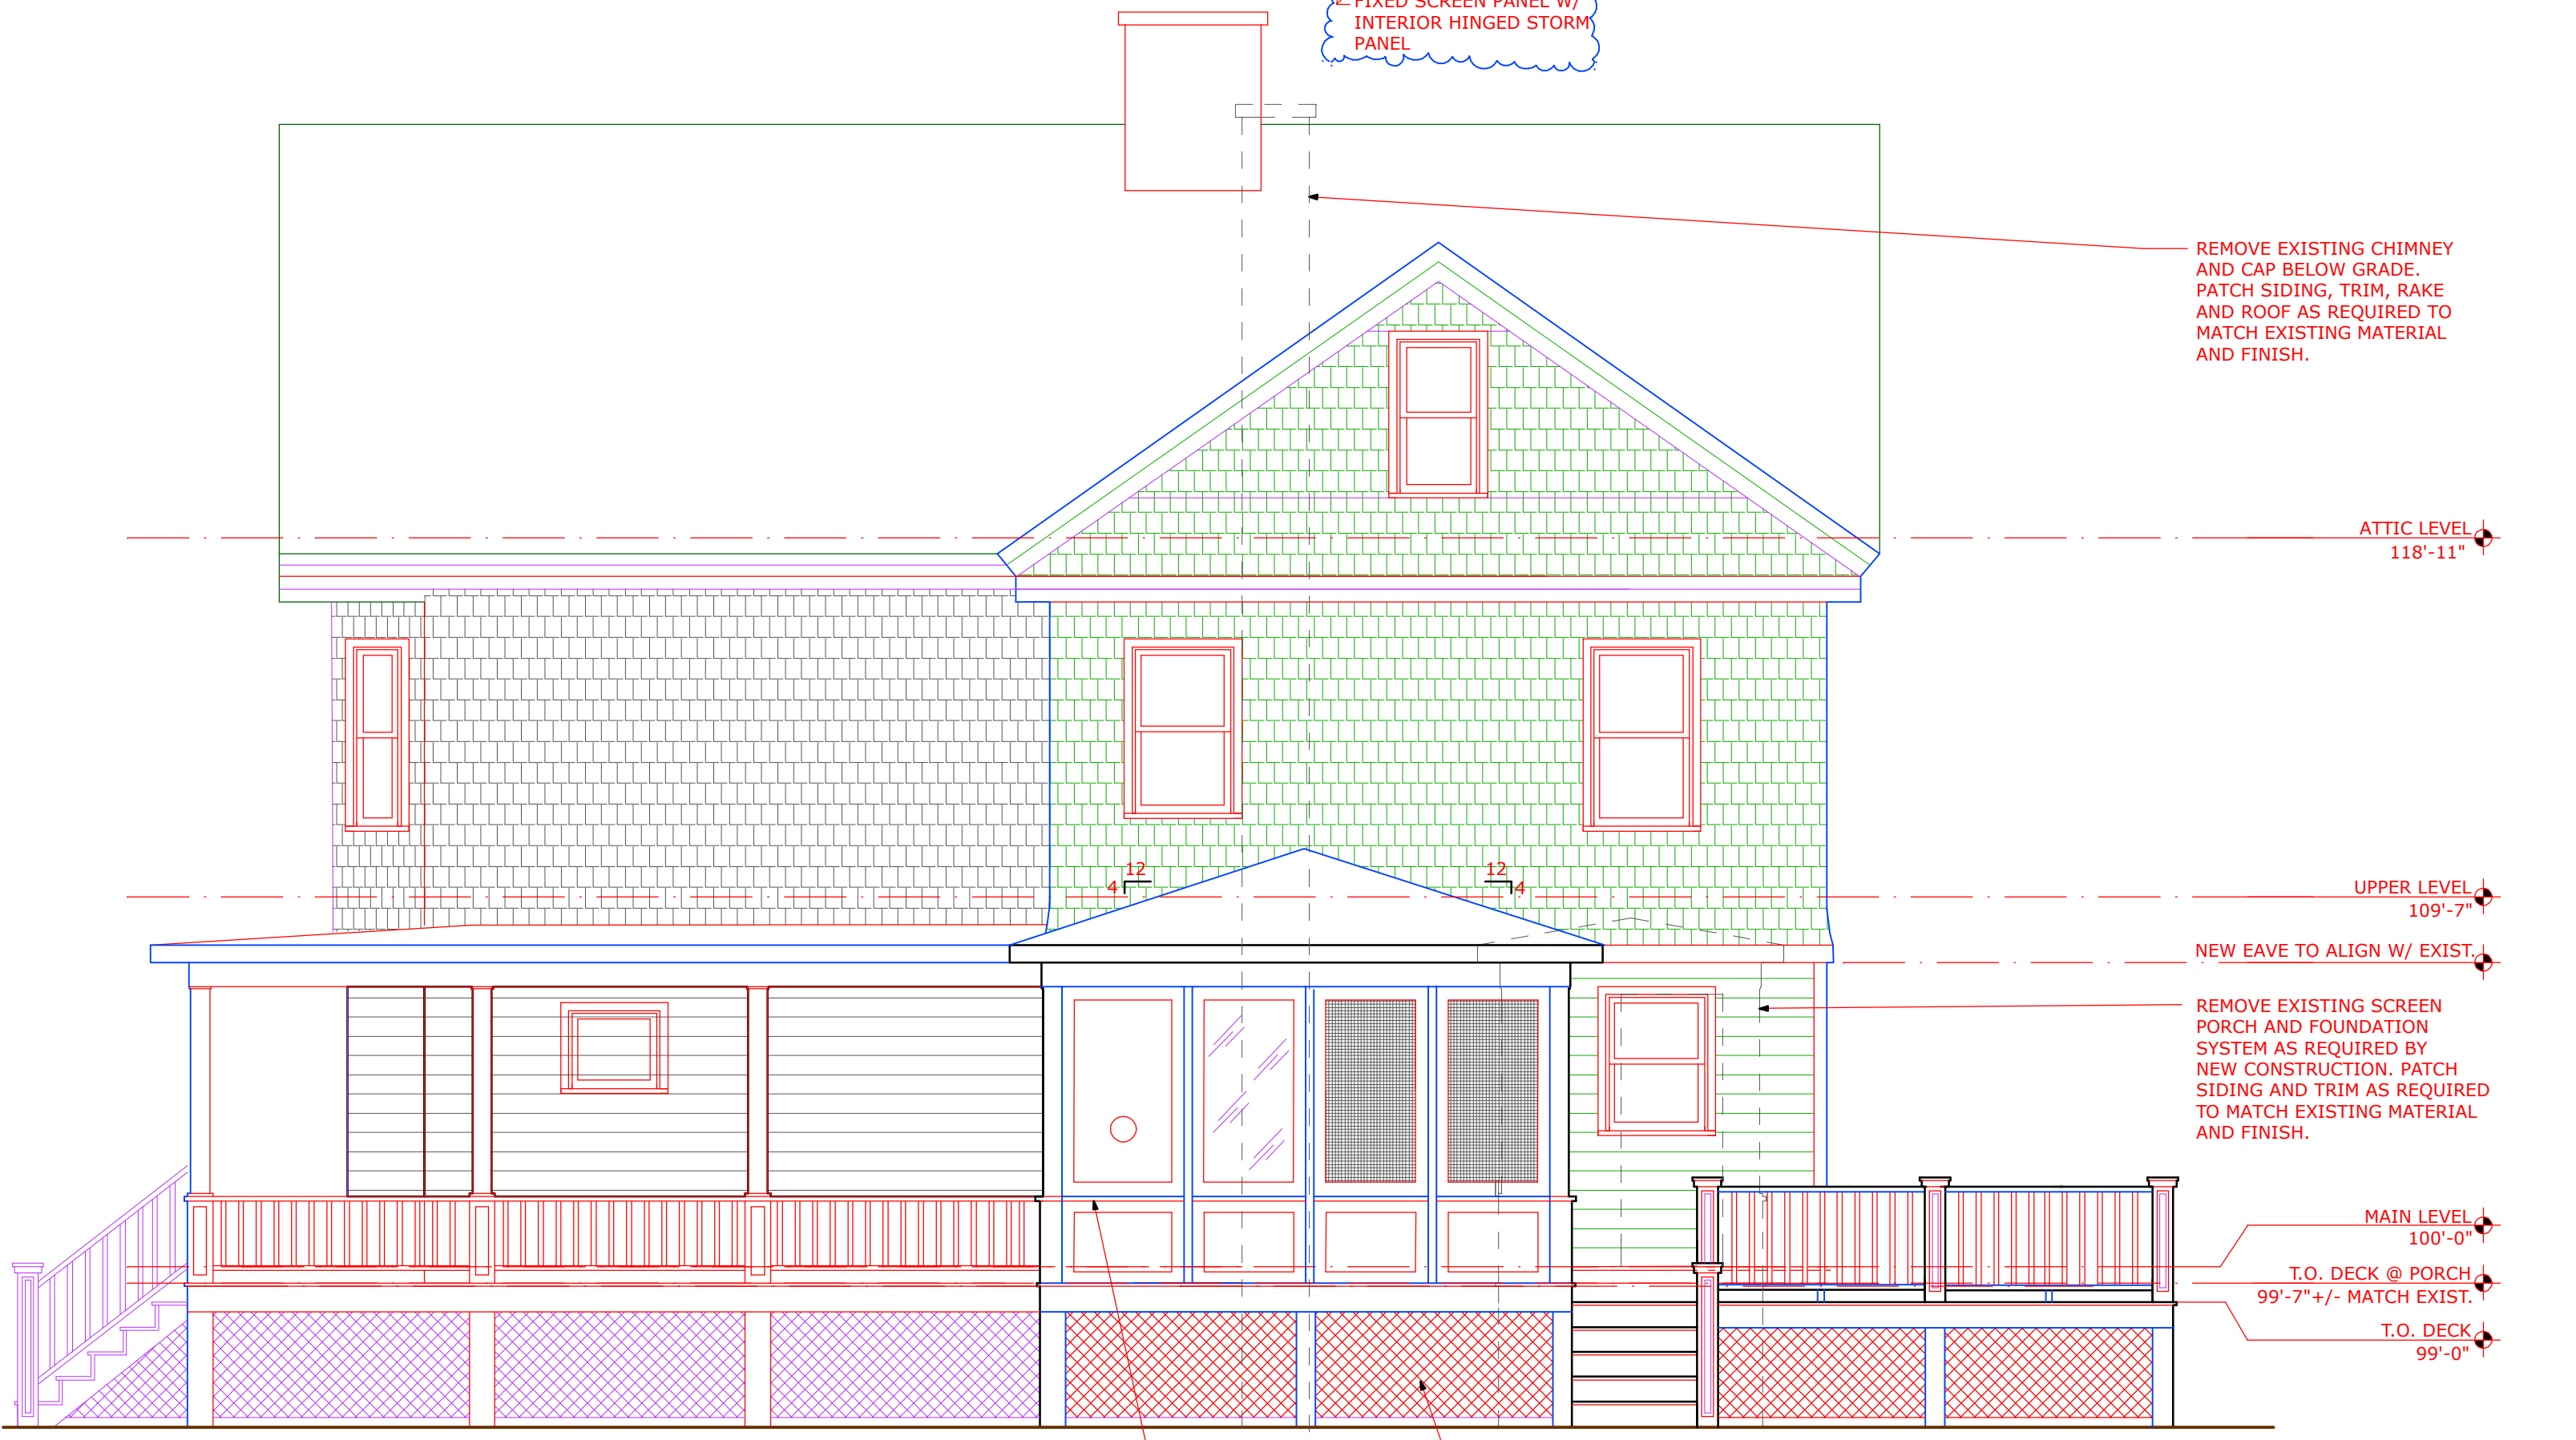 FIXED SCREEN PANEL W/
INTERIOR HINGED STORM
PANEL
REMOVE EXISTING CHIMNEY
AND CAP BELOW GRADE.
PATCH SIDING, TRIM, RAKE
AND ROOF AS REQUIRED TO
MATCH EXISTING MATERIAL
AND FINISH.
ATTIC LEVEL
118'-11"
12
4
12
4
UPPER LEVEL
109'-7"
NEW EAVE TO ALIGN W/ EXIST.
REMOVE EXISTING SCREEN
PORCH AND FOUNDATION
SYSTEM AS REQUIRED BY
NEW CONSTRUCTION. PATCH
SIDING AND TRIM AS REQUIRED
TO MATCH EXISTING MATERIAL
AND FINISH.
MAIN LEVEL
100'-0"
T.O. DECK @ PORCH
99'-7"+/- MATCH EXIST.
T.O. DECK
99'-0"